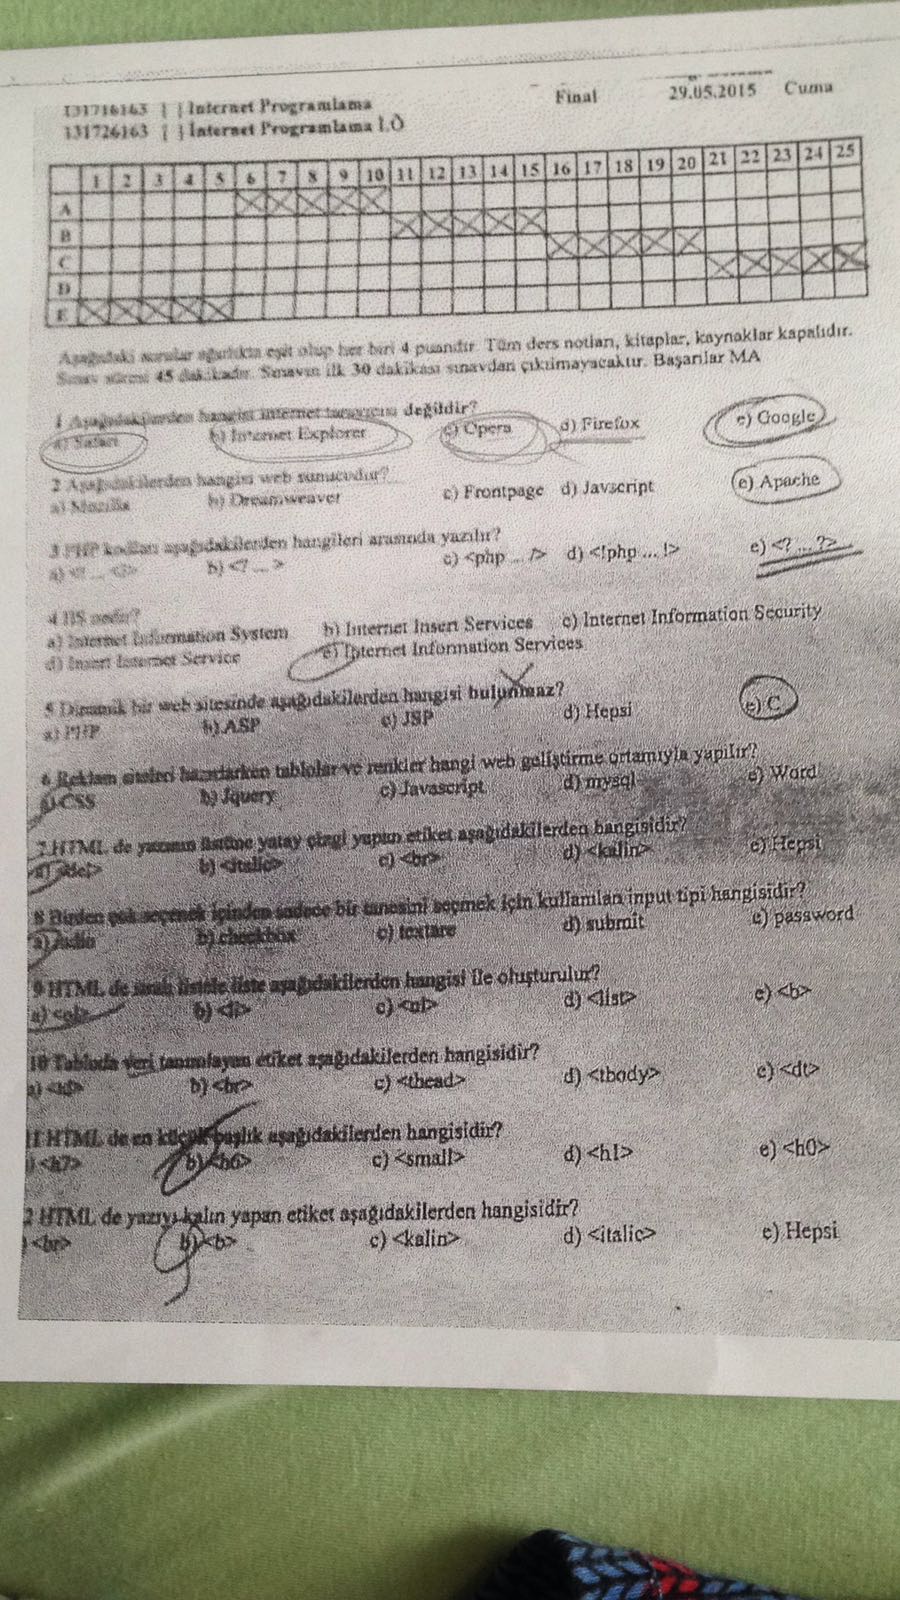 131716163 [ ] Internet Programlama Final 29.05.2015 Cuma
131726163 [ ] İnternet Programlama İ.Ö
1 2 3 4 5 6 7 8 9 10 11 12 13 14 15 16 17 18 19 20 21 22 23 24 25
A
B
C
D
E
Aşağıdaki sorular ağırlıkta eşit olup her biri 4 puandır. Tüm ders notları, kitaplar, kaynaklar kapalıdır.
Sınav süresi 45 dakikadır. Sınavın ilk 30 dakikası sınavdan çıkılmayacaktır. Başarılar MA
1 Aşağıdakilerden hangisi internet tarayıcısı değildir?
a) Safari b) Internet Explorer c) Opera d) Firefox e) Google
2 Aşağıdakilerden hangisi web sunucudur?
a) Mozilla b) Dreamweaver c) Frontpage d) Javscript e) Apache
3 PHP kodları aşağıdakilerden hangileri arasında yazılır?
b) <? ... > c) <php ... /> d) <!php ... !> e) <? ... ?>
4 IIS nedir?
a) Internet Information System b) Internet Insert Services c) Internet Information Security
d) Insert Internet Service e) Internet Information Services
5 Dinamik bir web sitesinde aşağıdakilerden hangisi bulunmaz?
a) PHP b) ASP c) JSP d) Hepsi e) C
6 Reklam siteleri hazırlarken tablolar ve renkler hangi web geliştirme ortamıyla yapılır?
a) CSS b) Jquery c) Javascript d) mysql e) Word
7 HTML de yazının üstüne yatay çizgi yapan etiket aşağıdakilerden hangisidir?
a) <del> b) <italic> c) <br> d) <kalin> e) Hepsi
8 Birden çok seçenek içinden sadece bir tanesini seçmek için kullanılan input tipi hangisidir?
a) radio b) checkbox c) textare d) submit e) password
9 HTML de sıralı listele liste aşağıdakilerden hangisi ile oluşturulur?
a) <ol> b) <li> c) <ul> d) <list> e) <b>
10 Tabloda veri tanımlayan etiket aşağıdakilerden hangisidir?
a) <td> b) <hr> c) <thead> d) <tbody> e) <dt>
11 HTML de en küçük başlık aşağıdakilerden hangisidir?
) <h7> b) <h6> c) <small> d) <h1> e) <h0>
2 HTML de yazıyı kalın yapan etiket aşağıdakilerden hangisidir?
) <br> b) <b> c) <kalin> d) <italic> e) Hepsi